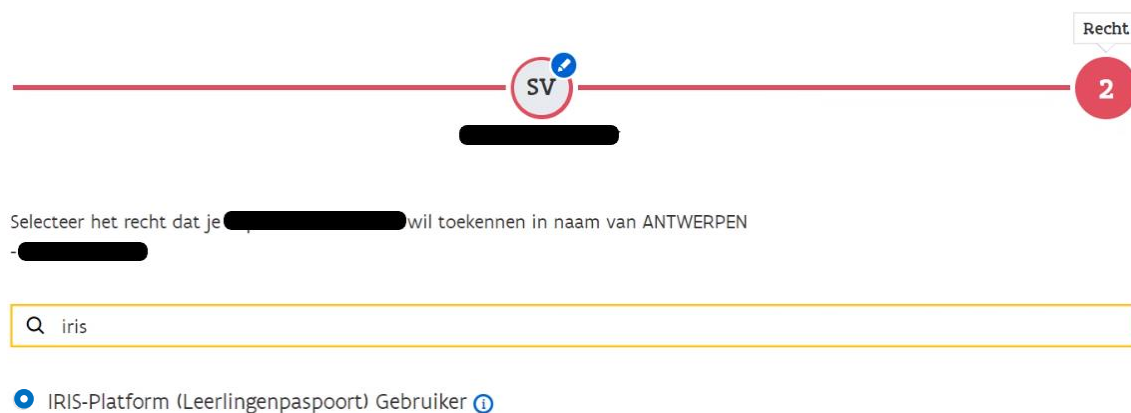 Recht
SV
2
Selecteer het recht dat je wil toekennen in naam van ANTWERPEN
-
iris
IRIS-Platform (Leerlingenpaspoort) Gebruiker